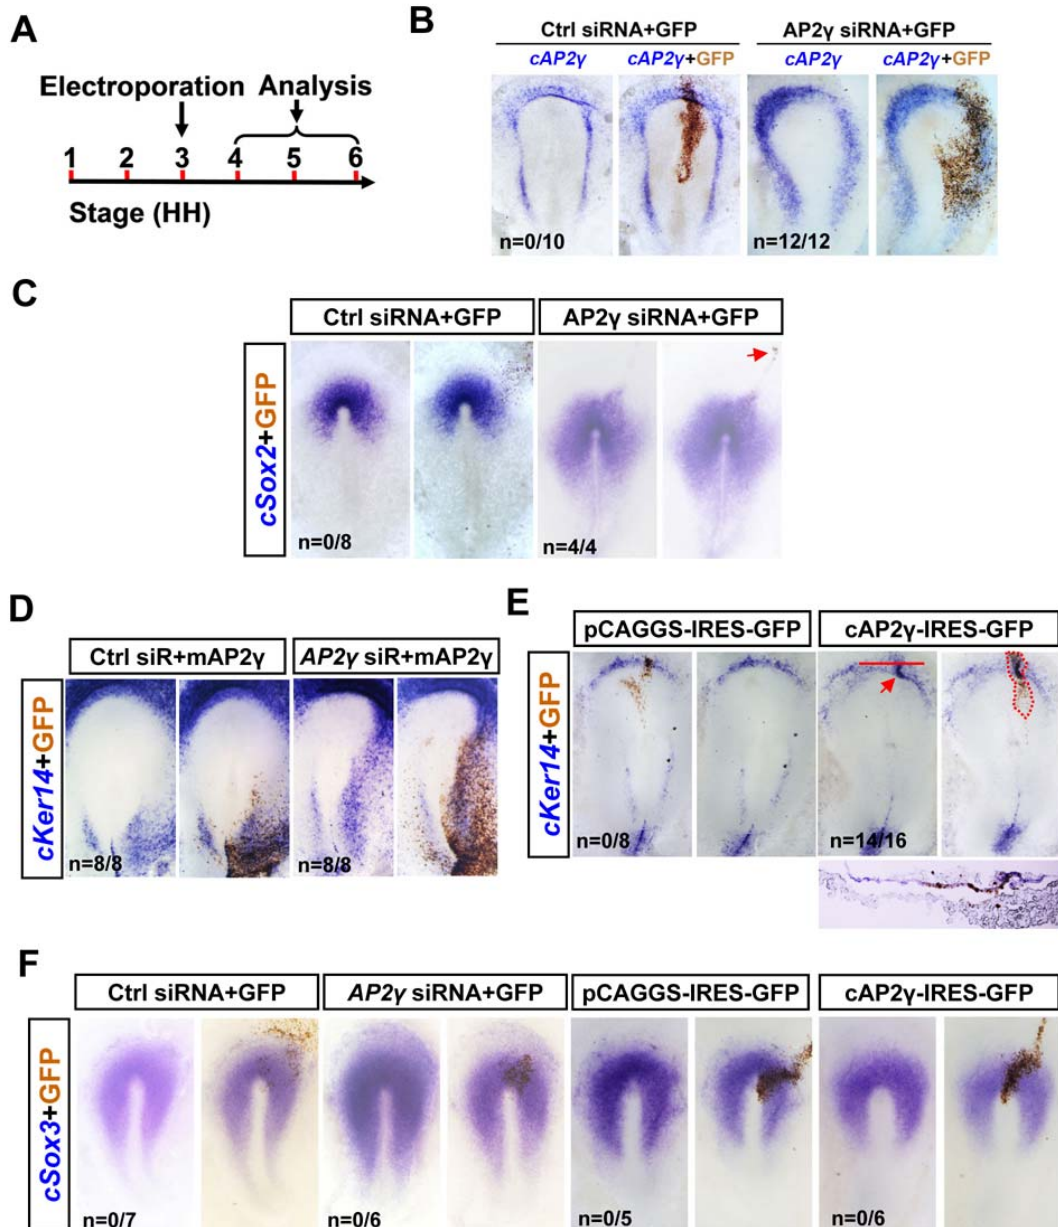 A
Electroporation Analysis
1 2 3 4 5 6
Stage (HH)
B
Ctrl siRNA+GFP AP2γ siRNA+GFP
cAP2γ cAP2γ+GFP cAP2γ cAP2γ+GFP
n=0/10 n=12/12
C
Ctrl siRNA+GFP AP2γ siRNA+GFP
cSox2+GFP
n=0/8 n=4/4
D
Ctrl siR+mAP2γ AP2γ siR+mAP2γ
cKer14+GFP
n=8/8 n=8/8
E
pCAGGS-IRES-GFP cAP2γ-IRES-GFP
cKer14+GFP
n=0/8 n=14/16
F
Ctrl siRNA+GFP AP2γ siRNA+GFP pCAGGS-IRES-GFP cAP2γ-IRES-GFP
cSox3+GFP
n=0/7 n=0/6 n=0/5 n=0/6